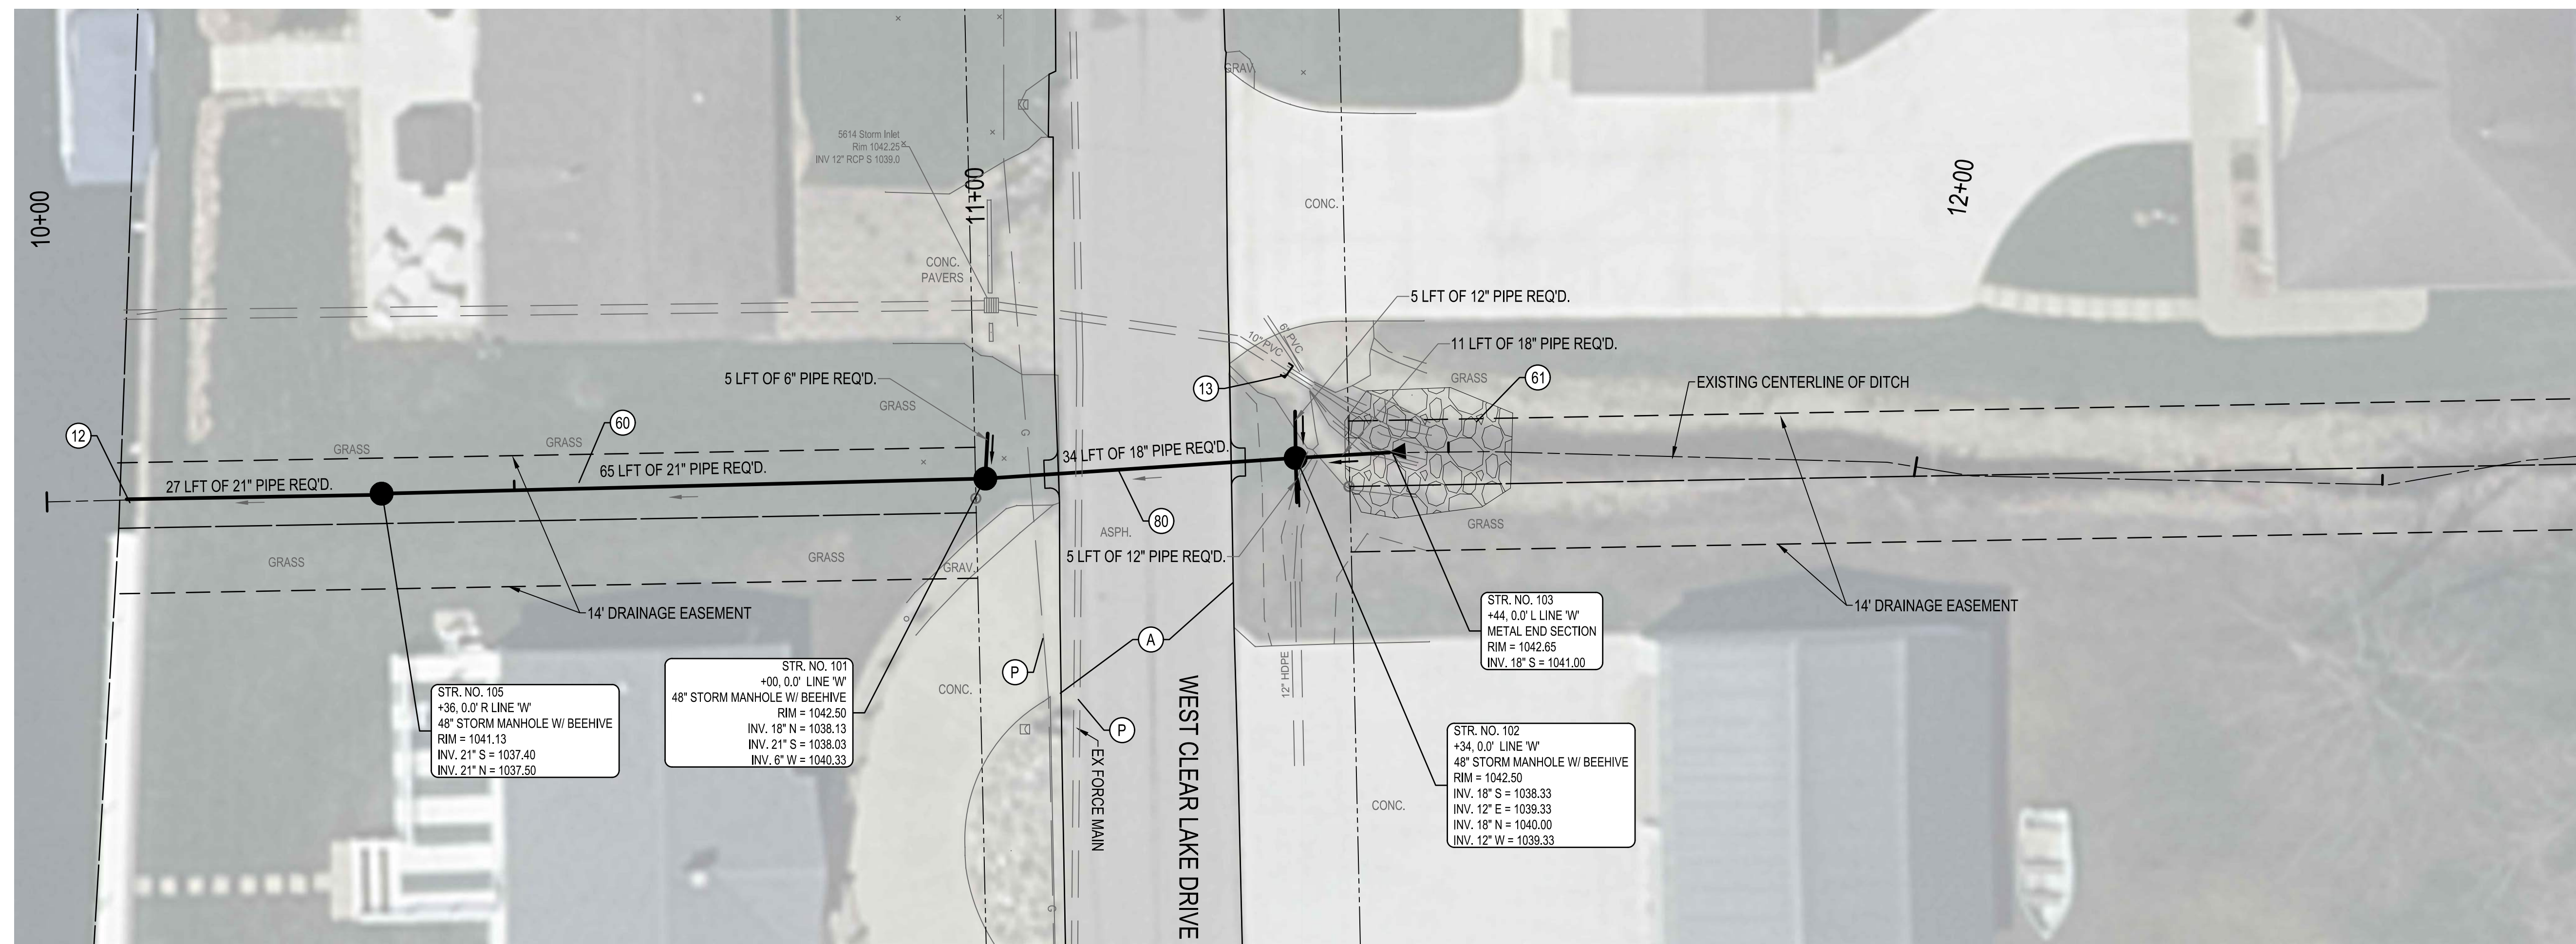 10+00
11+00
12+00
5614 Storm Inlet
Rim 1042.25
INV 12" RCP S 1039.0
GRAV.
CONC.
CONC.
PAVERS
5 LFT OF 12" PIPE REQ'D.
6" PVC
10" PVC
11 LFT OF 18" PIPE REQ'D.
5 LFT OF 6" PIPE REQ'D.
GRASS
13
GRASS
61
EXISTING CENTERLINE OF DITCH
12
GRASS
GRASS
60
G
27 LFT OF 21" PIPE REQ'D.
65 LFT OF 21" PIPE REQ'D.
34 LFT OF 18" PIPE REQ'D.
80
ASPH.
GRASS
5 LFT OF 12" PIPE REQ'D.
GRASS
GRASS
GRAV.
14' DRAINAGE EASEMENT
14' DRAINAGE EASEMENT
A
P
P
CONC.
12" HDPE
EX FORCE MAIN
WEST CLEAR LAKE DRIVE
CONC.
G
STR. NO. 105
+36, 0.0' R LINE 'W'
48" STORM MANHOLE W/ BEEHIVE
RIM = 1041.13
INV. 21" S = 1037.40
INV. 21" N = 1037.50
STR. NO. 101
+00, 0.0' LINE 'W'
48" STORM MANHOLE W/ BEEHIVE
RIM = 1042.50
INV. 18" N = 1038.13
INV. 21" S = 1038.03
INV. 6" W = 1040.33
STR. NO. 103
+44, 0.0' L LINE 'W'
METAL END SECTION
RIM = 1042.65
INV. 18" S = 1041.00
STR. NO. 102
+34, 0.0' LINE 'W'
48" STORM MANHOLE W/ BEEHIVE
RIM = 1042.50
INV. 18" S = 1038.33
INV. 12" E = 1039.33
INV. 18" N = 1040.00
INV. 12" W = 1039.33